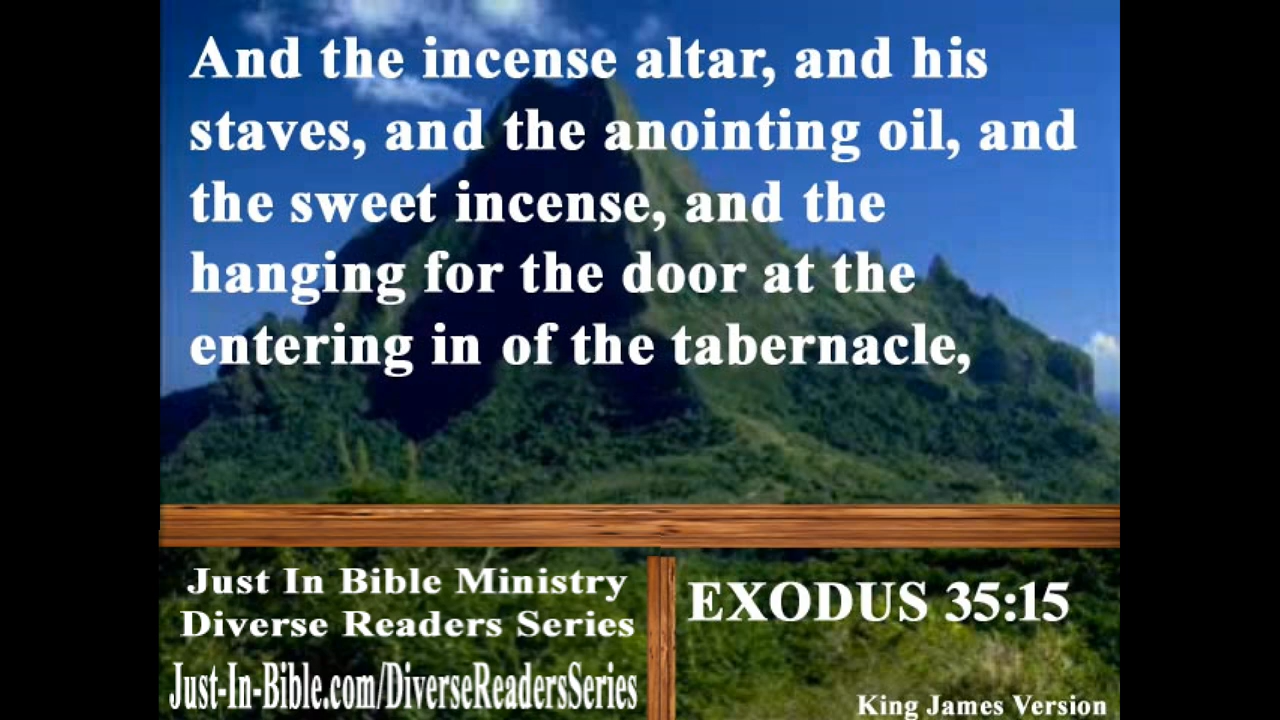 And the incense altar, and his
staves, and the anointing oil, and
the sweet incense, and the
hanging for the door at the
entering in of the tabernacle,
Just In Bible Ministry
Diverse Readers Series
Just-In-Bible.com/DiverseReadersSeries
EXODUS 35:15
King James Version